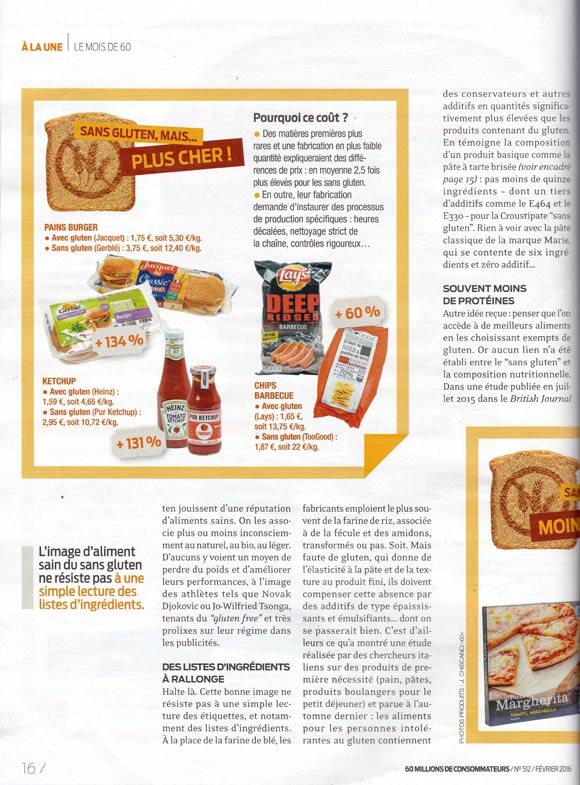 À LA UNE | LE MOIS DE 60
SANS GLUTEN, MAIS...
PLUS CHER !
PAINS BURGER
• Avec gluten (Jacquet) : 1,75 €, soit 5,30 €/kg.
• Sans gluten (Gerblé) : 3,75 €, soit 12,40 €/kg.
Jacquet
Classic'
Burger
+ 134 %
KETCHUP
• Avec gluten (Heinz) :
1,59 €, soit 4,65 €/kg.
• Sans gluten (Pur Ketchup) :
2,95 €, soit 10,72 €/kg.
HEINZ
TOMATO
KETCHUP
PUR KETCHUP
+ 131 %
Pourquoi ce coût ?
● Des matières premières plus
rares et une fabrication en plus faible
quantité expliqueraient des diffé-
rences de prix : en moyenne 2,5 fois
plus élevés pour les sans gluten.
● En outre, leur fabrication
demande d'instaurer des processus
de production spécifiques : heures
décalées, nettoyage strict de
la chaîne, contrôles rigoureux…
Lay's
DEEP
RIDGED
BARBECUE
+ 60 %
CHIPS
BARBECUE
• Avec gluten
(Lays) : 1,65 €,
soit 13,75 €/kg.
• Sans gluten (TooGood) :
1,87 €, soit 22 €/kg.
L'image d'aliment
sain du sans gluten
ne résiste pas à une
simple lecture des
listes d'ingrédients.
ten jouissent d'une réputation
d'aliments sains. On les asso-
cie plus ou moins inconsciem-
ment au naturel, au bio, au léger.
D'aucuns y voient un moyen de
perdre du poids et d'améliorer
leurs performances, à l'image
des athlètes tels que Novak
Djokovic ou Jo-Wilfried Tsonga,
tenants du "gluten free" et très
prolixes sur leur régime dans
les publicités.
DES LISTES D'INGRÉDIENTS
À RALLONGE
Halte là. Cette bonne image ne
résiste pas à une simple lec-
ture des étiquettes, et notam-
ment des listes d'ingrédients.
À la place de la farine de blé, les
fabricants emploient le plus sou-
vent de la farine de riz, associée
à de la fécule et des amidons,
transformés ou pas. Soit. Mais
faute de gluten, qui donne de
l'élasticité à la pâte et de la tex-
ture au produit fini, ils doivent
compenser cette absence par
des additifs de type épaissis-
sants et émulsifiants… dont on
se passerait bien. C'est d'ail-
leurs ce qu'a montré une étude
réalisée par des chercheurs ita-
liens sur des produits de pre-
mière nécessité (pain, pâtes,
produits boulangers pour le
petit déjeuner) et parue à l'au-
tomne dernier : les aliments
pour les personnes intolé-
rantes au gluten contiennent
des conservateurs et autres
additifs en quantités significa-
tivement plus élevées que les
produits contenant du gluten.
En témoigne la composition
d'un produit basique comme la
pâte à tarte brisée (voir encadré
page 15) : pas moins de quinze
ingrédients - dont un tiers
d'additifs comme le E464 et le
E330 - pour la Croustipate "sans
gluten". Rien à voir avec la pâte
classique de la marque Marie,
qui se contente de six ingré-
dients et zéro additif...
SOUVENT MOINS
DE PROTÉINES
Autre idée reçue : penser que l'on
accède à de meilleurs aliments
en les choisissant exempts de
gluten. Or aucun lien n'a été
établi entre le "sans gluten" et
la composition nutritionnelle.
Dans une étude publiée en juil-
let 2015 dans le British Journal
SANS
MOIN
Margherita
PHOTOS PRODUITS : J. CHISCANO/«60»
16 /
60 MILLIONS DE CONSOMMATEURS / N° 512 / FÉVRIER 2016